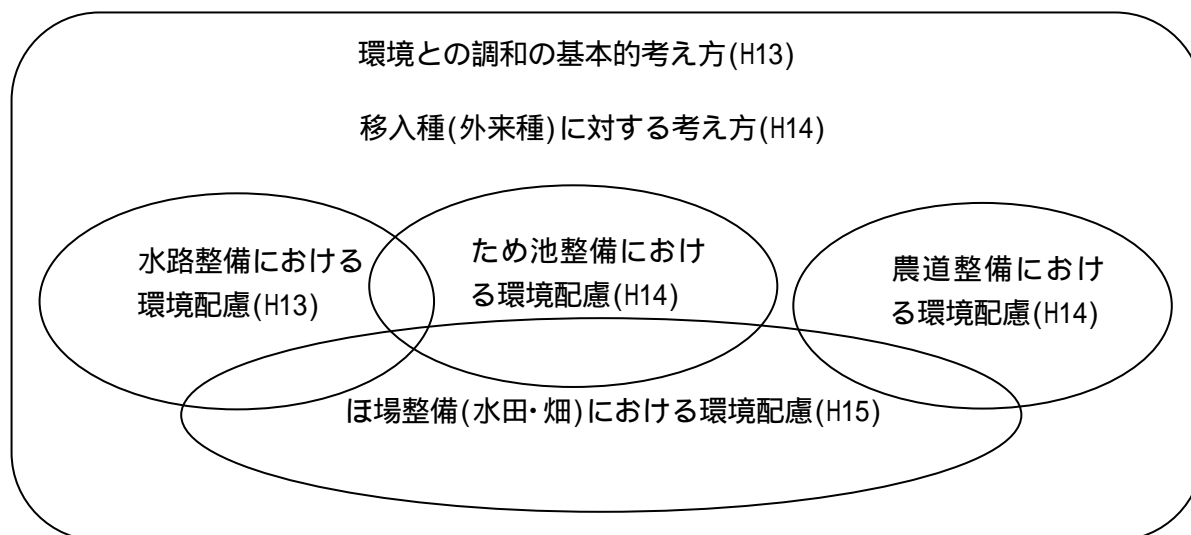 環境との調和の基本的考え方(H13)
移入種(外来種)に対する考え方(H14)
水路整備における
環境配慮(H13)
ため池整備におけ
る環境配慮(H14)
農道整備におけ
る環境配慮(H14)
ほ場整備(水田・畑)における環境配慮(H15)